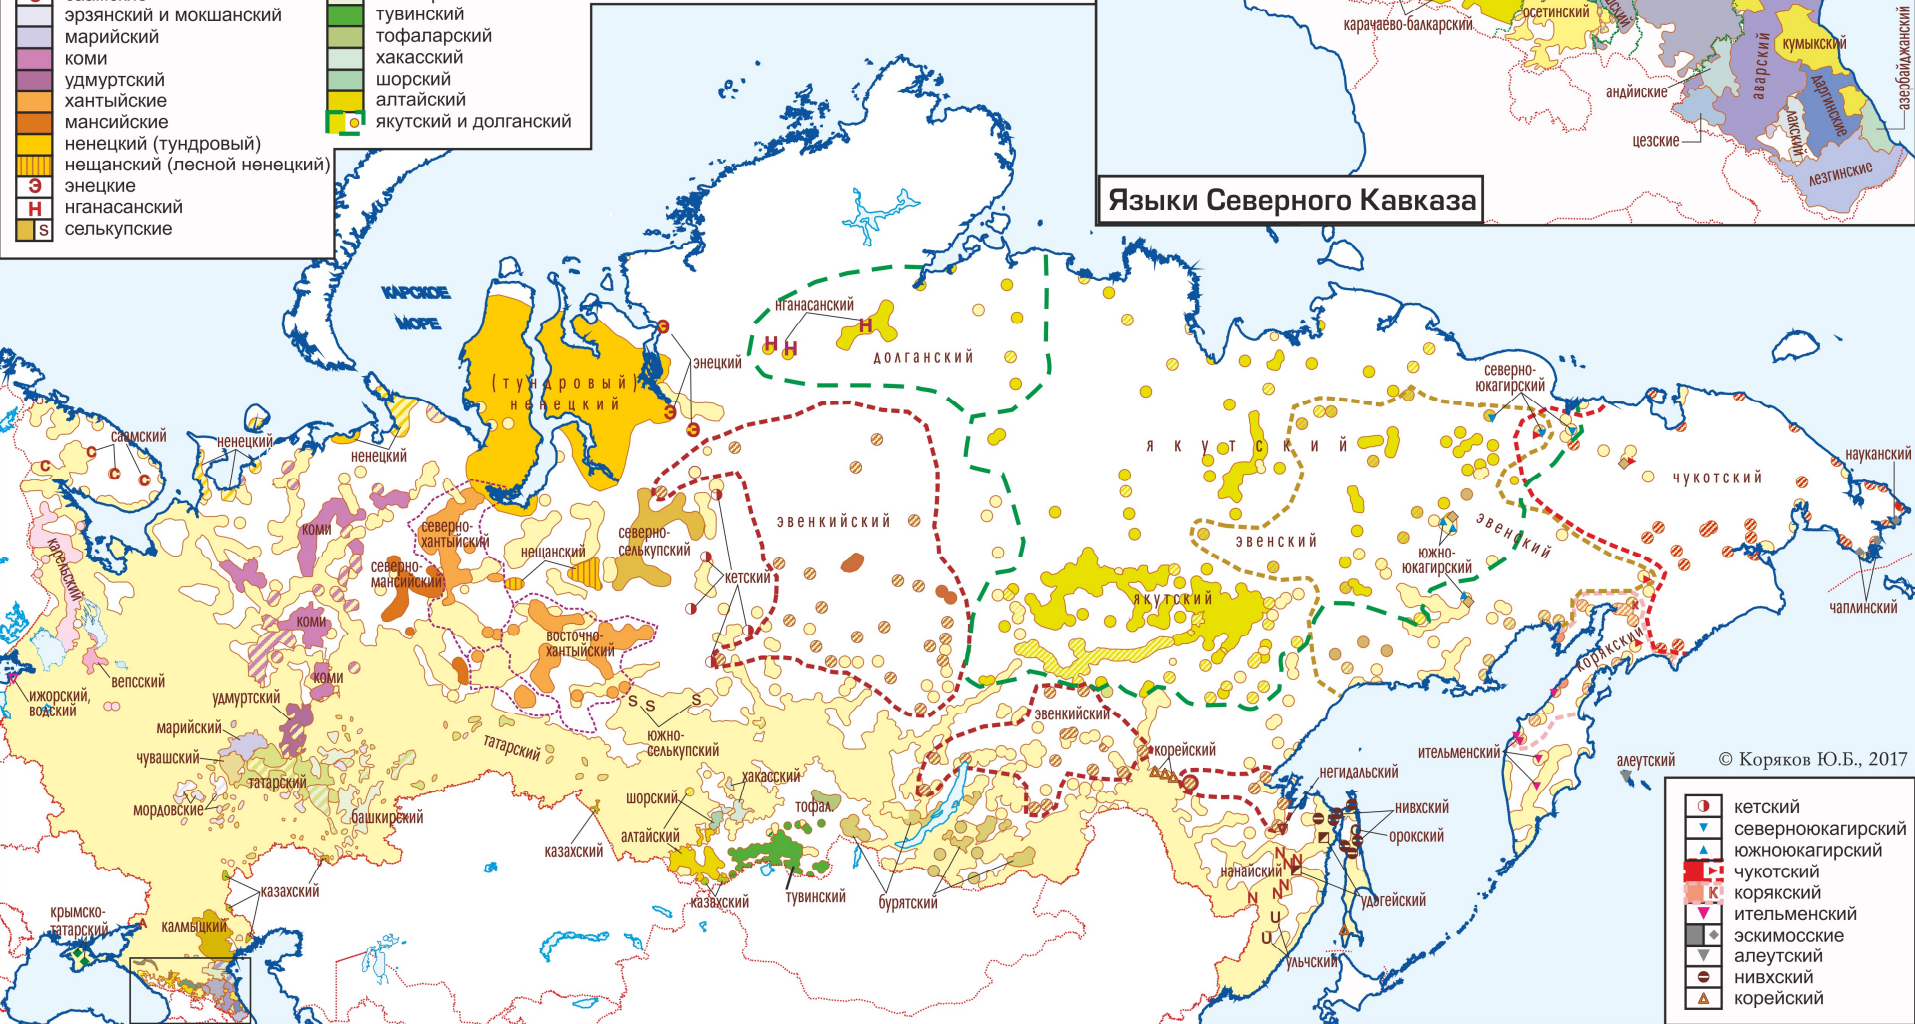 эрзянский и мокшанский
марийский
коми
удмуртский
хантыйские
мансийские
ненецкий (тундровый)
нещанский (лесной ненецкий)
Э энецкие
Н нганасанский
S селькупские
тувинский
тофаларский
хакасский
шорский
алтайский
якутский и долганский
карачаево-балкарский
осетинский
кумыкский
аварский
андийские
цезские
даргинские
лакский
лезгинские
азербайджанский
Языки Северного Кавказа
КАРСКОЕ
МОРЕ
нганасанский
Н
Н Н
долганский
Э
Э
Э
энецкий
(тундровый)
ненецкий
саамский
С
С
С
С
ненецкий
ненецкий
северно-
юкагирский
якутский
чукотский
науканский
чаплинский
карельский
коми
северно-
хантыйский
северно-
мансийский
нещанский
северно-
селькупский
кетский
эвенкийский
эвенский
эвенский
южно-
юкагирский
якутский
коми
восточно-
хантыйский
корякский
вепсский
ижорский,
водский
удмуртский
коми
марийский
чувашский
татарский
татарский
мордовские
башкирский
S S S
южно-
селькупский
эвенкийский
корейский
хакасский
шорский
тофал.
алтайский
казахский
казахский
тувинский
бурятский
казахский
крымско-
татарский
калмыцкий
А
негидальский
нивхский
орокский
нанайский
N
N
N
N
N
N
удэгейский
U
U
ульчский
ительменский
алеутский
© Коряков Ю.Б., 2017
кетский
северноюкагирский
южноюкагирский
чукотский
К корякский
ительменский
эскимосские
алеутский
нивхский
корейский